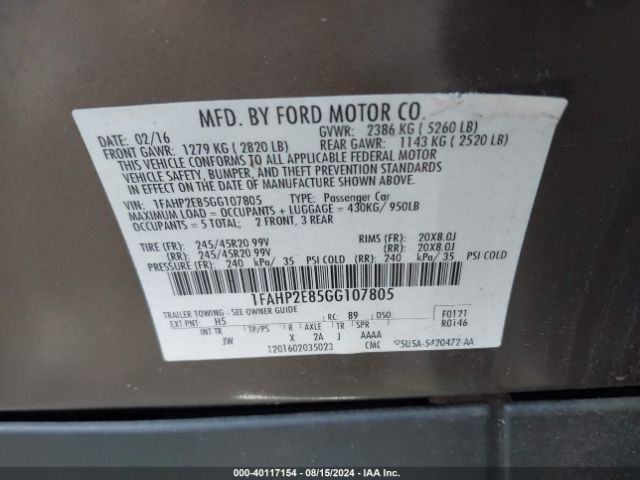 MFD. BY FORD MOTOR CO.
DATE: 02/16 GVWR: 2386 KG ( 5260 LB)
FRONT GAWR: 1279 KG ( 2820 LB) REAR GAWR: 1143 KG ( 2520 LB)
THIS VEHICLE CONFORMS TO ALL APPLICABLE FEDERAL MOTOR
VEHICLE SAFETY, BUMPER, AND THEFT PREVENTION STANDARDS
IN EFFECT ON THE DATE OF MANUFACTURE SHOWN ABOVE.
VIN: 1FAHP2E85GG107805 TYPE: Passenger Car
MAXIMUM LOAD = OCCUPANTS + LUGGAGE = 430KG/ 950LB
OCCUPANTS = 5 TOTAL; 2 FRONT, 3 REAR
TIRE (FR): 245/45R20 99V RIMS (FR): 20X8.0J
(RR): 245/45R20 99V (RR): 20X8.0J
PRESSURE (FR): 240 kPa/ 35 PSI COLD (RR): 240 kPa/ 35 PSI COLD
1FAHP2E85GG107805
TRAILER TOWING - SEE OWNER GUIDE
EXT PNT: H5 RC: 89 DSO: F0121
INT TR TP/PS R AXLE TR SPR R0146
JW X 2A J AAAA
1201602035023 CMC
000-40117154 - 08/15/2024 - IAA Inc.